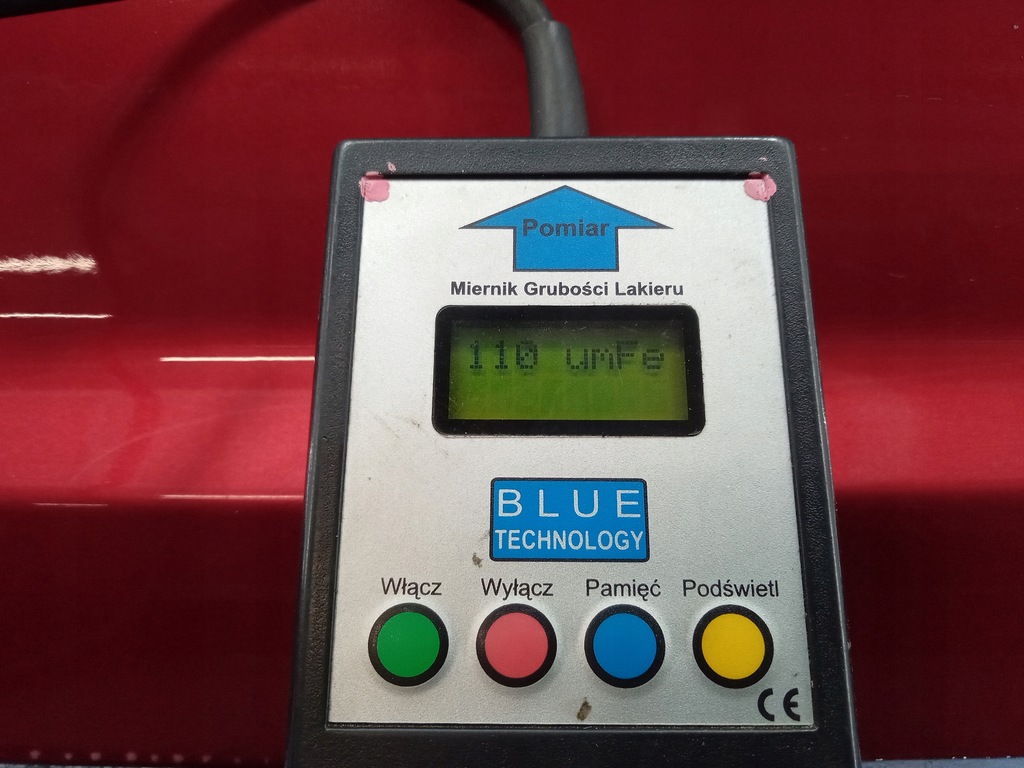 Pomiar
Miernik Grubości Lakieru
110 umFe
BLUE
TECHNOLOGY
Włącz Wyłącz Pamięć Podświetl
CE